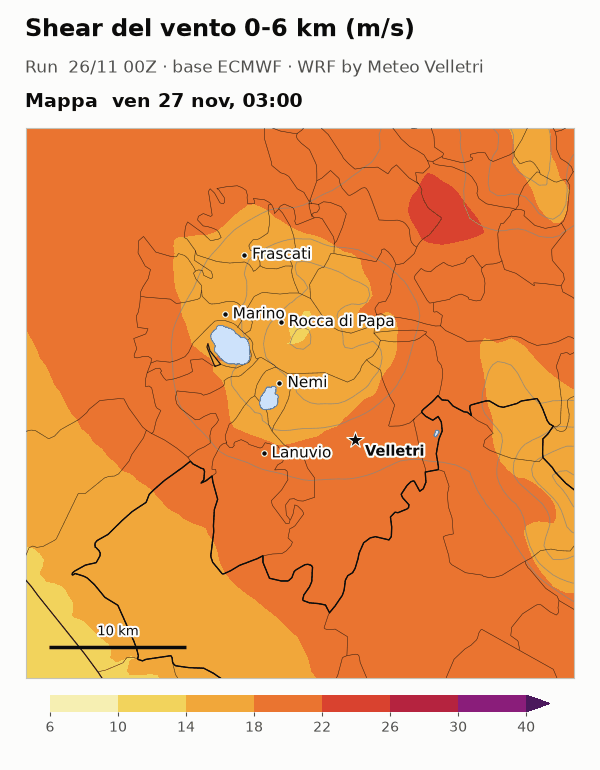 Shear del vento 0-6 km (m/s)
Run  26/11 00Z · base ECMWF · WRF by Meteo Velletri
Mappa  ven 27 nov, 03:00
Frascati
Marino
Rocca di Papa
Nemi
Velletri
Lanuvio
10 km
6 10 14 18 22 26 30 40